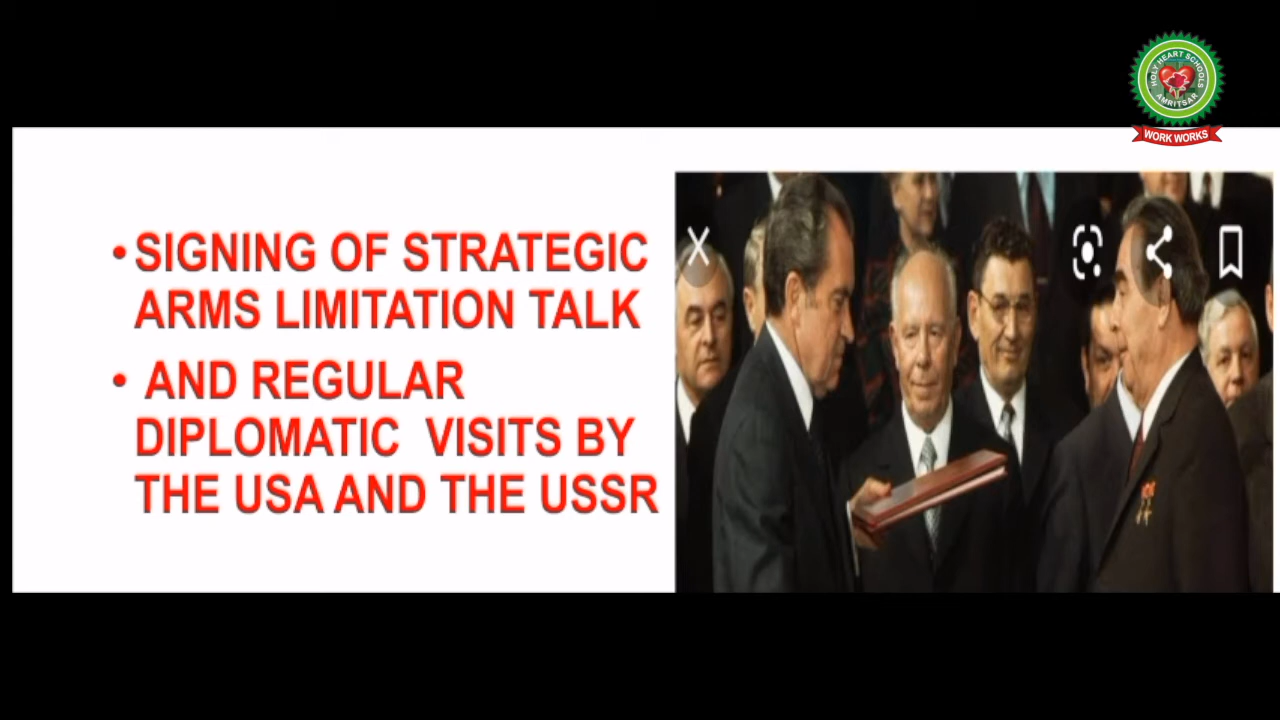 HOLY HEART SCHOOLS
AMRITSAR
WORK WORKS
• SIGNING OF STRATEGIC
ARMS LIMITATION TALK
• AND REGULAR
DIPLOMATIC VISITS BY
THE USA AND THE USSR